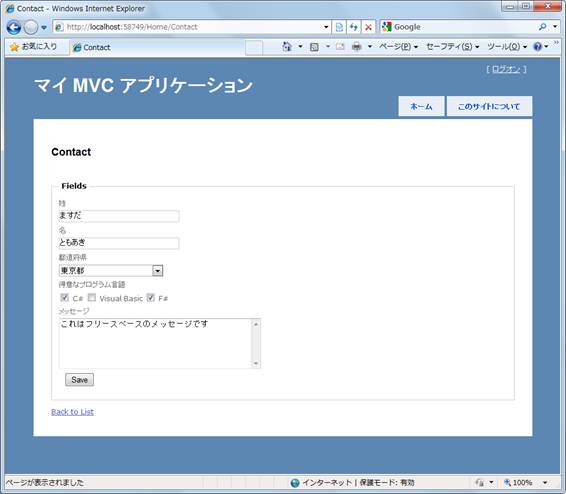 Contact - Windows Internet Explorer
http://localhost:58749/Home/Contact
Google
お気に入り
Contact
ページ(P)
セーフティ(S)
ツール(O)
[ ログオン ]
マイ MVC アプリケーション
ホーム
このサイトについて
Contact
Fields
姓
ますだ
名
ともあき
都道府県
東京都
得意なプログラム言語
C# Visual Basic F#
メッセージ
これはフリースペースのメッセージです
Save
Back to List
ページが表示されました
インターネット | 保護モード: 有効
100%